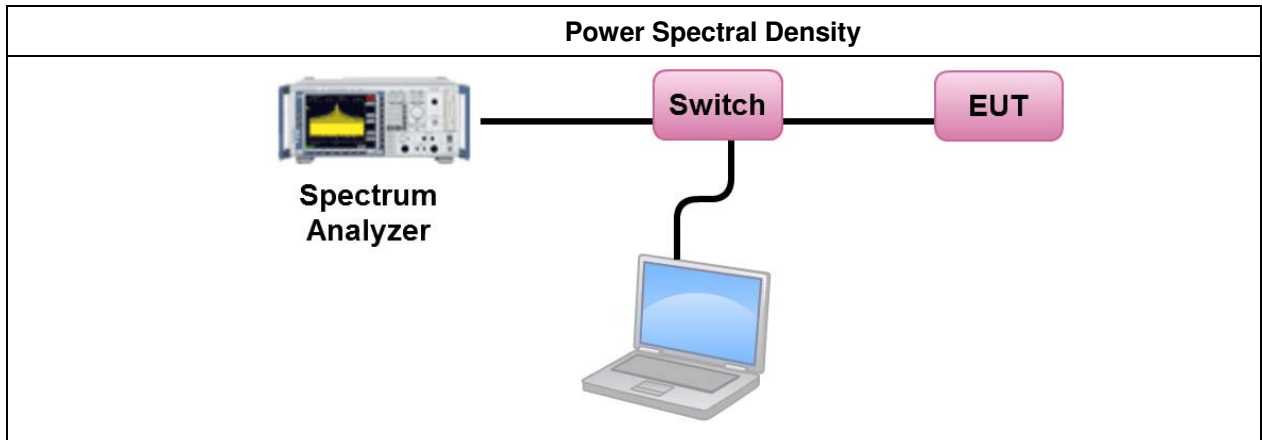 Power Spectral Density
Switch
EUT
Spectrum
Analyzer